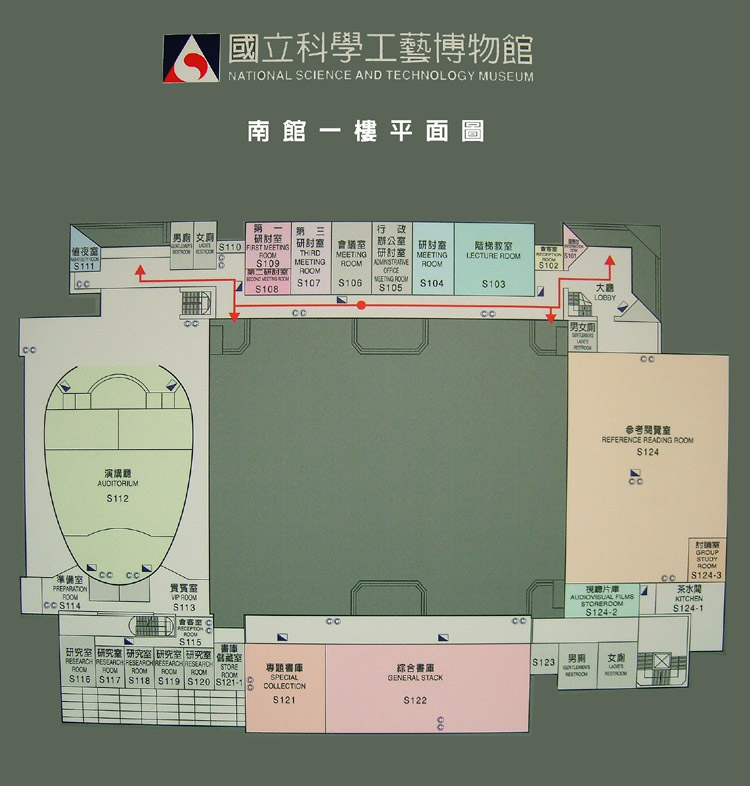 國立科學工藝博物館
NATIONAL SCIENCE AND TECHNOLOGY MUSEUM
南館一樓平面圖
值夜室
S111
男廁
GENTLEMEN'S
RESTROOM
女廁
LADIE'S
RESTROOM
S110
第一
研討室
FIRST MEETING
ROOM
S109
第二研討室
SECOND MEETING ROOM
S108
第三
研討室
THIRD
MEETING
ROOM
S107
會議室
MEETING
ROOM
S106
行政
辦公室
研討室
ADMINISTRATIVE
OFFICE
MEETING ROOM
S105
研討室
MEETING
ROOM
S104
階梯教室
LECTURE ROOM
S103
會客室
RECEPTION
ROOM
S102
S101
大廳
LOBBY
男女廁
GENTLEMEN'S
LADIE'S
RESTROOM
參考閱覽室
REFERENCE READING ROOM
S124
演講廳
AUDITORIUM
S112
討論室
GROUP
STUDY
ROOM
S124-3
準備室
PREPARATION
ROOM
S114
貴賓室
VIP ROOM
S113
視聽片庫
AUDIOVISUAL FILMS
STOREROOM
S124-2
茶水間
KITCHEN
S124-1
會客室
RECEPTION
ROOM
S115
研究室
RESEARCH
ROOM
S116
研究室
RESEARCH
ROOM
S117
研究室
RESEARCH
ROOM
S118
研究室
RESEARCH
ROOM
S119
研究室
RESEARCH
ROOM
S120
書庫
儲藏室
STORE
ROOM
S121-1
專題書庫
SPECIAL
COLLECTION
S121
綜合書庫
GENERAL STACK
S122
S123
男廁
GENTLEMEN'S
RESTROOM
女廁
LADIE'S
RESTROOM